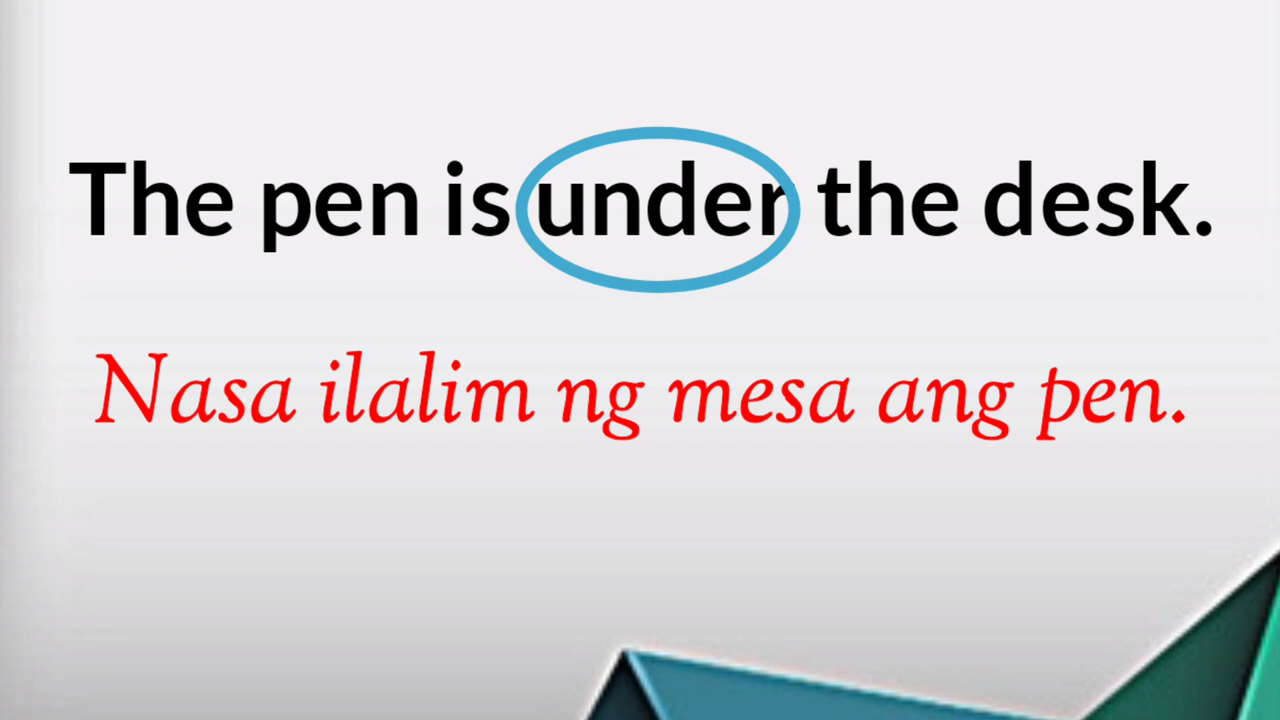 The pen is under the desk.
Nasa ilalim ng mesa ang pen.